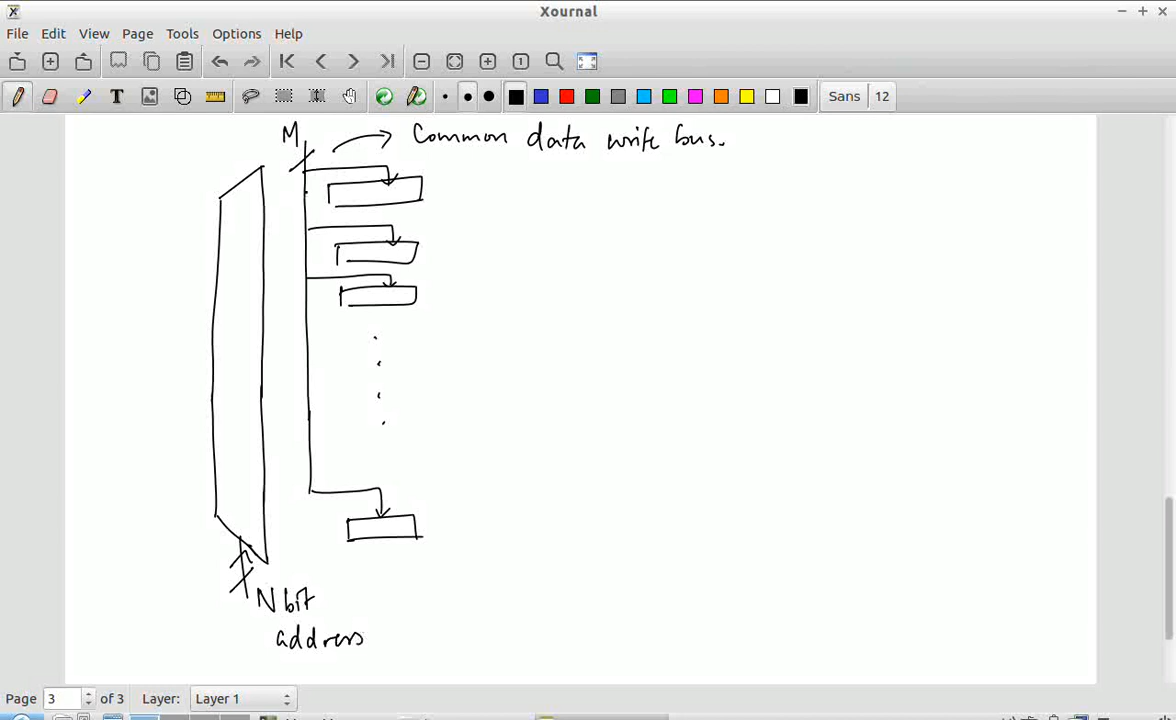 Xournal
File Edit View Page Tools Options Help
Sans 12
M
Common data write bus.
N bit
address
Page 3 of 3 Layer: Layer 1